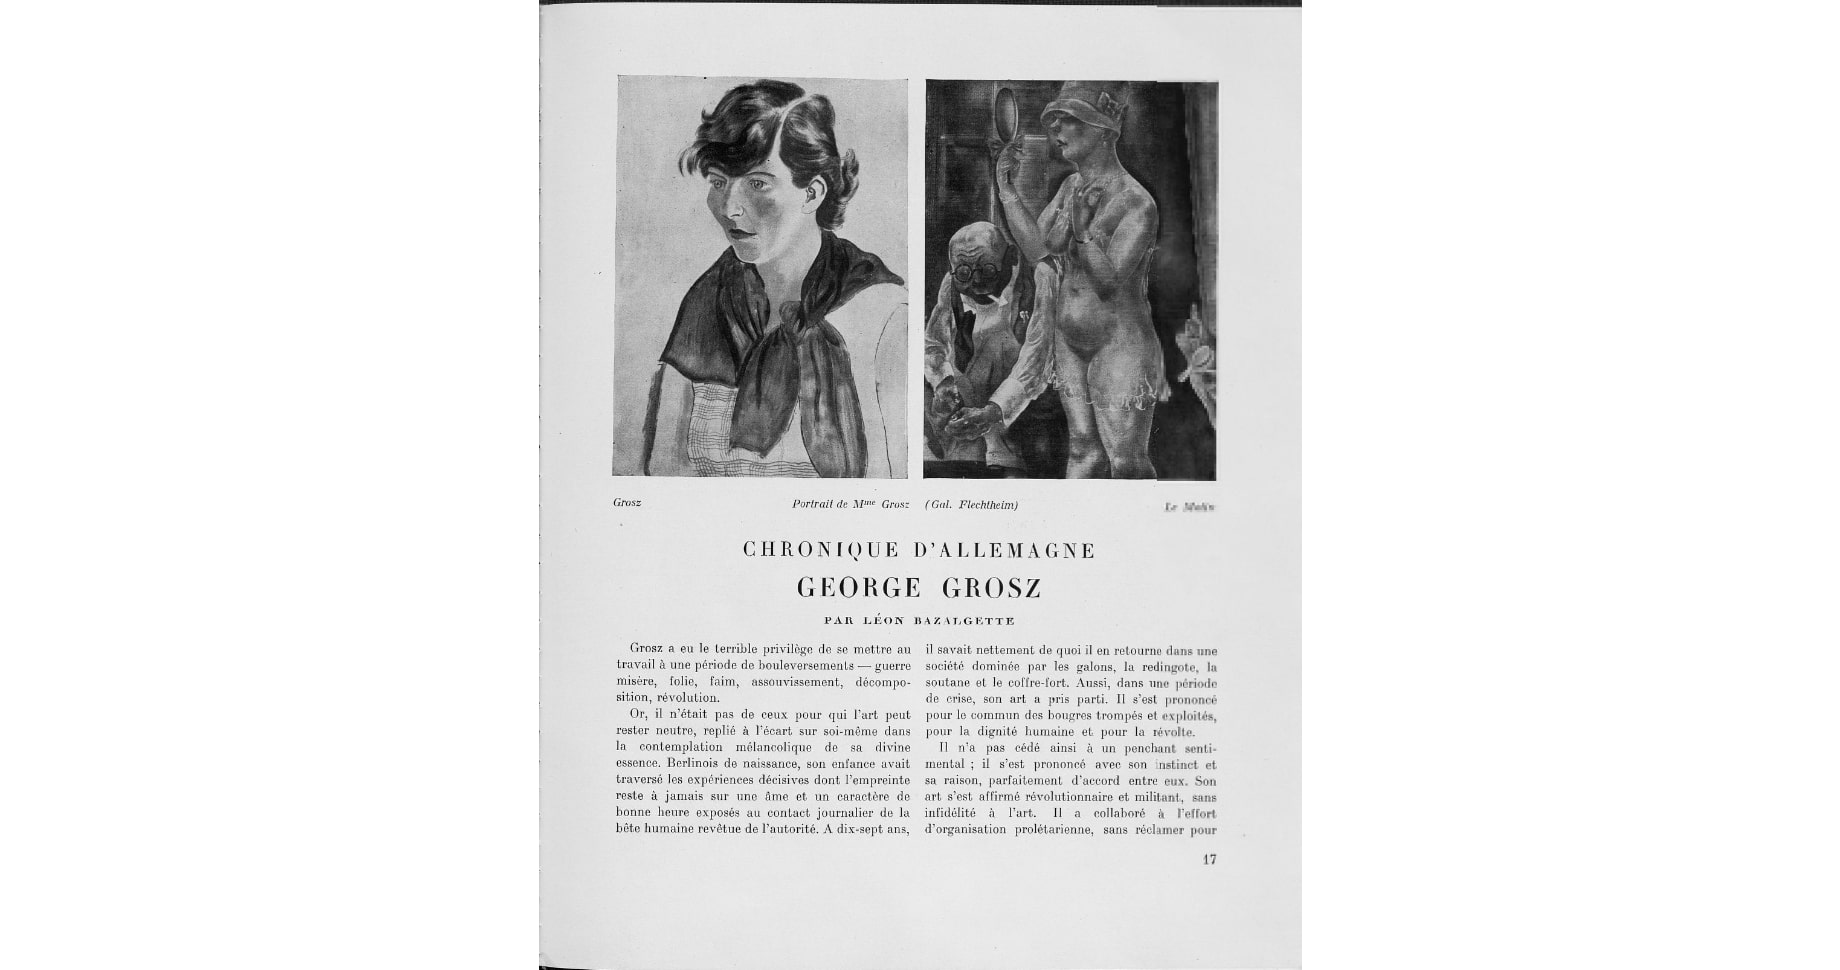 Grosz
Portrait de Mme Grosz
(Gal. Flechtheim)
Le Matin
CHRONIQUE D'ALLEMAGNE
GEORGE GROSZ
PAR LÉON BAZALGETTE
Grosz a eu le terrible privilège de se mettre au
travail à une période de bouleversements — guerre
misère, folie, faim, assouvissement, décompo-
sition, révolution.
Or, il n'était pas de ceux pour qui l'art peut
rester neutre, replié à l'écart sur soi-même dans
la contemplation mélancolique de sa divine
essence. Berlinois de naissance, son enfance avait
traversé les expériences décisives dont l'empreinte
reste à jamais sur une âme et un caractère de
bonne heure exposés au contact journalier de la
bête humaine revêtue de l'autorité. A dix-sept ans,
il savait nettement de quoi il en retourne dans une
société dominée par les galons, la redingote, la
soutane et le coffre-fort. Aussi, dans une période
de crise, son art a pris parti. Il s'est prononcé
pour le commun des bougres trompés et exploités,
pour la dignité humaine et pour la révolte.
Il n'a pas cédé ainsi à un penchant senti-
mental ; il s'est prononcé avec son instinct et
sa raison, parfaitement d'accord entre eux. Son
art s'est affirmé révolutionnaire et militant, sans
infidélité à l'art. Il a collaboré à l'effort
d'organisation prolétarienne, sans réclamer pour
17